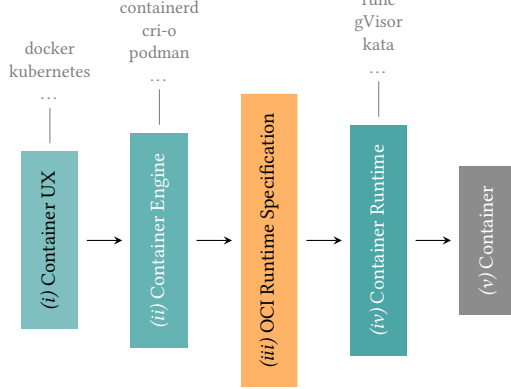 docker
kubernetes
...
(i) Container UX
containerd
cri-o
podman
...
(ii) Container Engine
(iii) OCI Runtime Specification
runc
gVisor
kata
...
(iv) Container Runtime
(v) Container